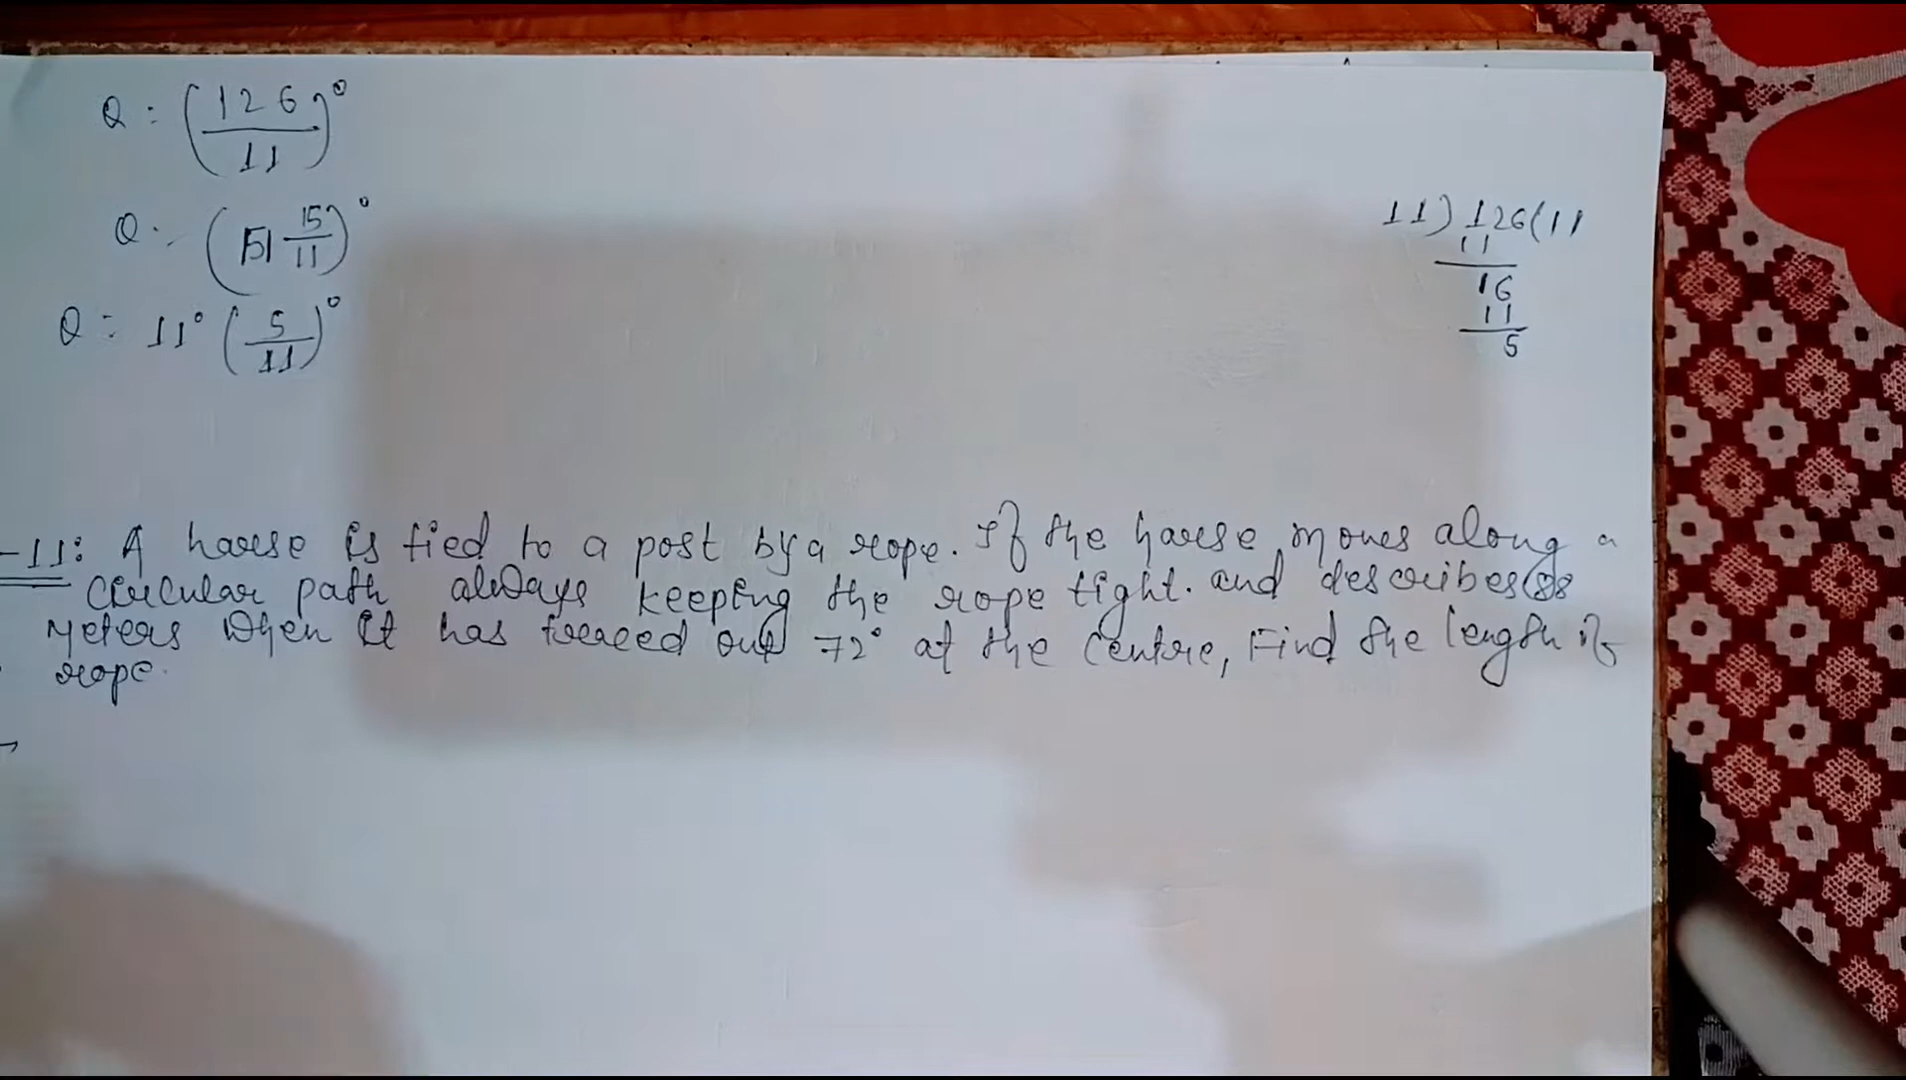 Q : (126/11)°
Q : (51 15/11)°
Q = 11° (5/11)°
11) 126 (11
11
16
11
5
-11: A horse is tied to a post by a rope. If the horse moves along a
circular path always keeping the rope tight. and describes 88
Meters when it has traced out 72° at the centre, Find the length of
rope.